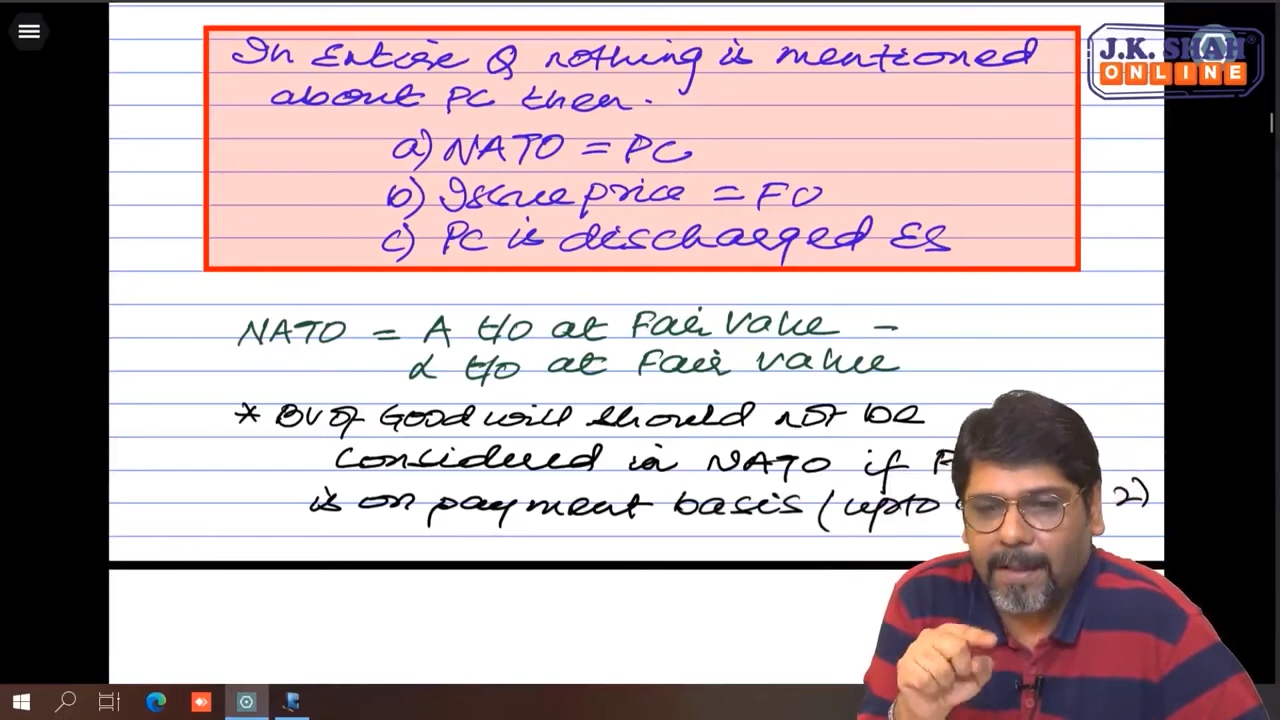 In Entire Q nothing is mentioned
about PC then.
a) NATO = PC
b) Issue price = FV
c) PC is discharged ES
NATO = A t/o at Fair Value -
L t/o at Fair value
* BV of Goodwill should not be
considered in NATO if P
is on payment basis (upto 2)
J.K. SHAH
ONLINE